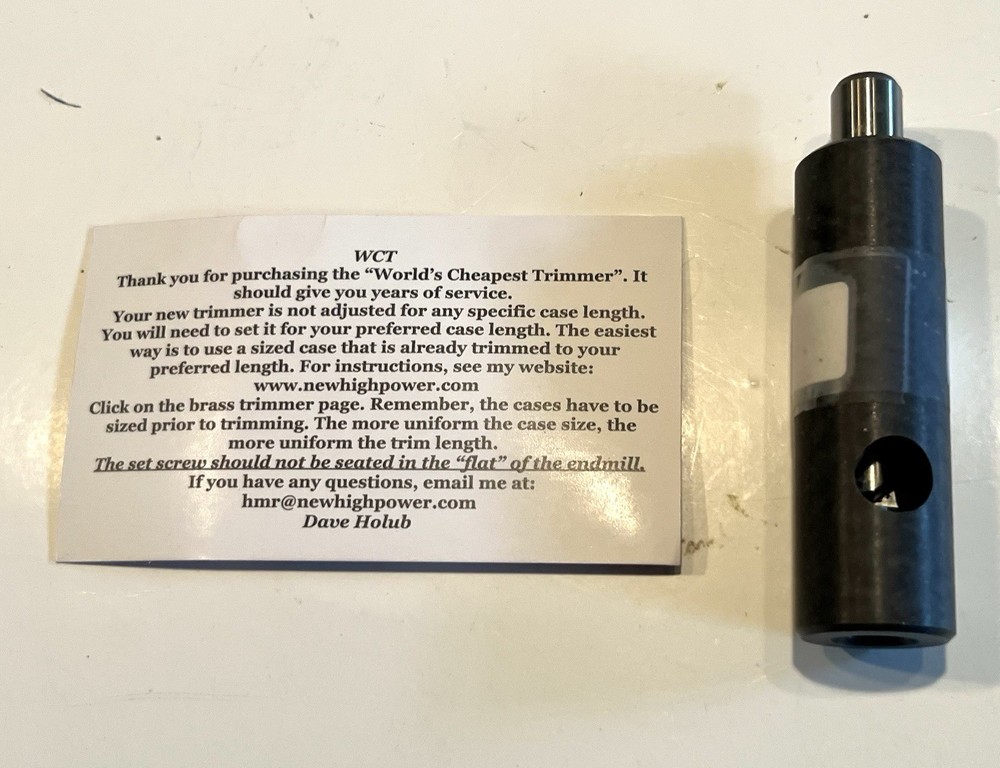 WCT
Thank you for purchasing the “World’s Cheapest Trimmer”. It
should give you years of service.
Your new trimmer is not adjusted for any specific case length.
You will need to set it for your preferred case length. The easiest
way is to use a sized case that is already trimmed to your
preferred length. For instructions, see my website:
www.newhighpower.com
Click on the brass trimmer page. Remember, the cases have to be
sized prior to trimming. The more uniform the case size, the
more uniform the trim length.
The set screw should not be seated in the “flat” of the endmill.
If you have any questions, email me at:
hmr@newhighpower.com
Dave Holub